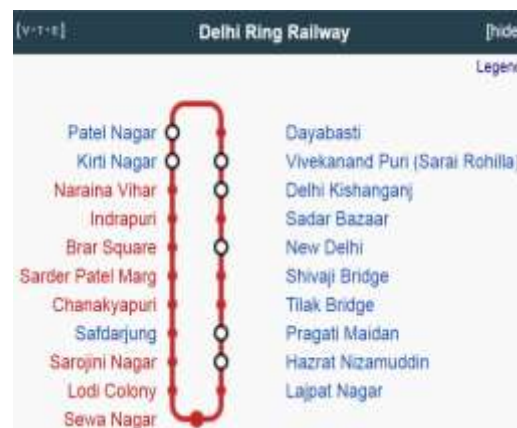 [v·t·e] Delhi Ring Railway [hide
Legend
Patel Nagar Dayabasti
Kirti Nagar Vivekanand Puri (Sarai Rohilla)
Naraina Vihar Delhi Kishanganj
Indrapuri Sadar Bazaar
Brar Square New Delhi
Sarder Patel Marg Shivaji Bridge
Chanakyapuri Tilak Bridge
Safdarjung Pragati Maidan
Sarojini Nagar Hazrat Nizamuddin
Lodi Colony Lajpat Nagar
Sewa Nagar